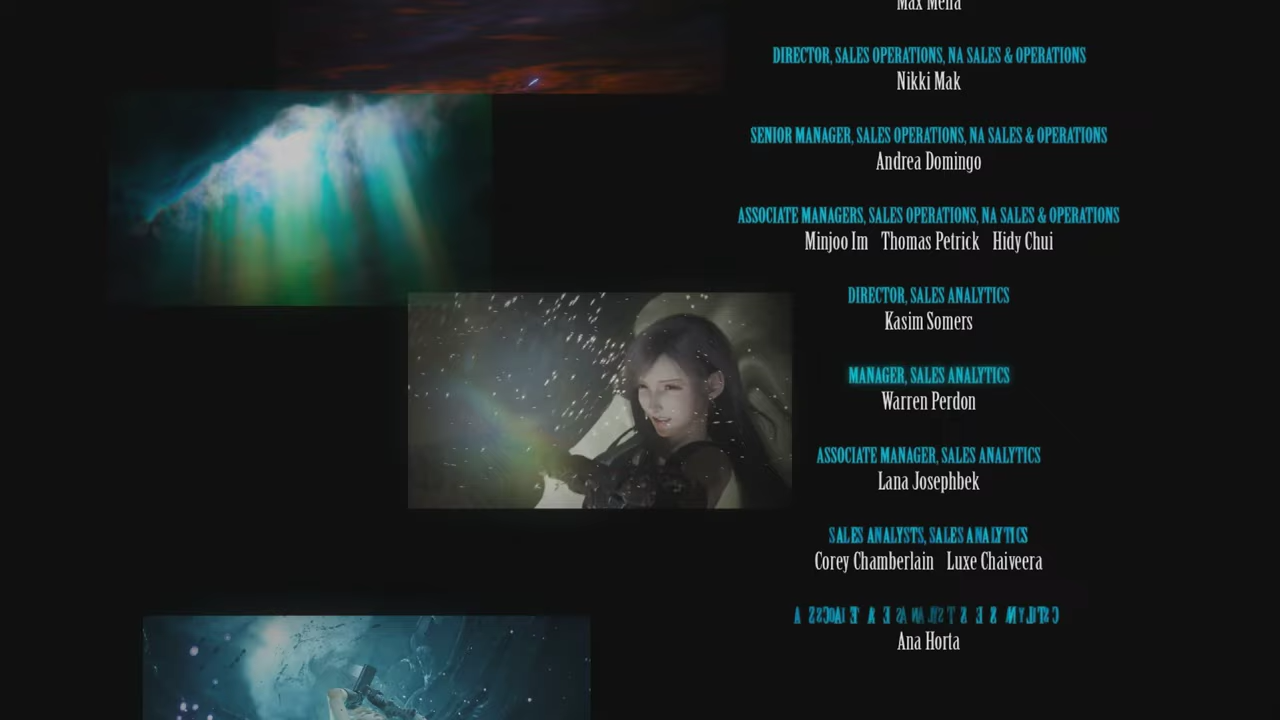 Max Mella
DIRECTOR, SALES OPERATIONS, NA SALES & OPERATIONS
Nikki Mak
SENIOR MANAGER, SALES OPERATIONS, NA SALES & OPERATIONS
Andrea Domingo
ASSOCIATE MANAGERS, SALES OPERATIONS, NA SALES & OPERATIONS
Minjoo Im Thomas Petrick Hidy Chui
DIRECTOR, SALES ANALYTICS
Kasim Somers
MANAGER, SALES ANALYTICS
Warren Perdon
ASSOCIATE MANAGER, SALES ANALYTICS
Lana Josephbek
SALES ANALYSTS, SALES ANALYTICS
Corey Chamberlain Luxe Chaiveera
Ana Horta